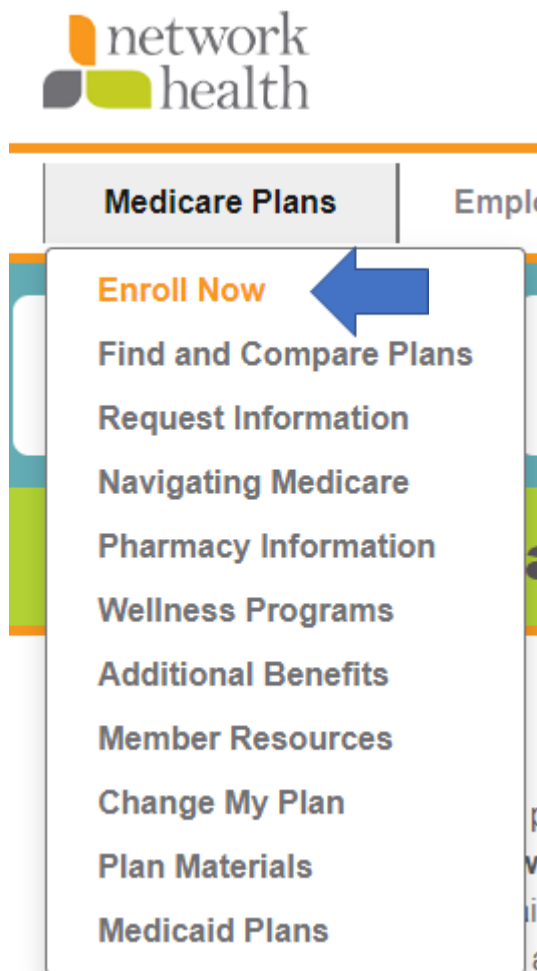 network
health
Medicare Plans
Enroll Now
Find and Compare Plans
Request Information
Navigating Medicare
Pharmacy Information
Wellness Programs
Additional Benefits
Member Resources
Change My Plan
Plan Materials
Medicaid Plans